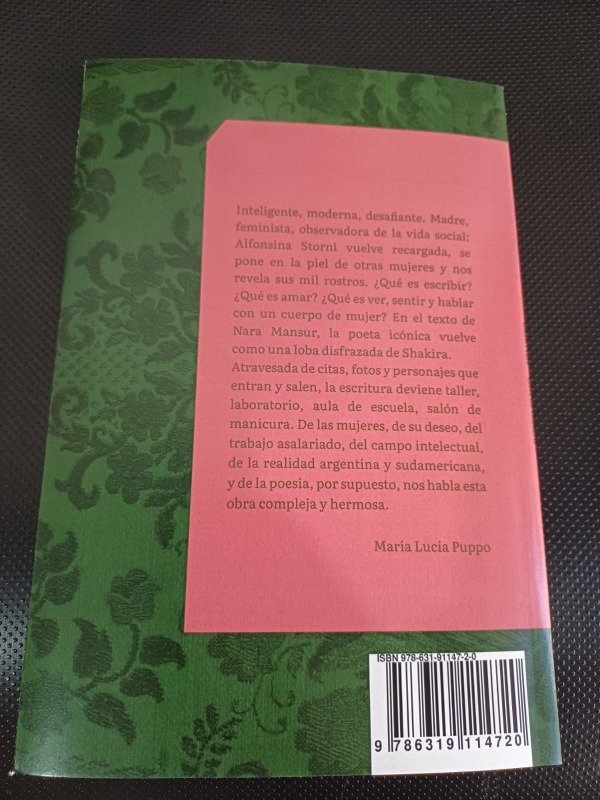 Inteligente, moderna, desafiante. Madre,
feminista, observadora de la vida social:
Alfonsina Storni vuelve recargada, se
pone en la piel de otras mujeres y nos
revela sus mil rostros. ¿Qué es escribir?
¿Qué es amar? ¿Qué es ver, sentir y hablar
con un cuerpo de mujer? En el texto de
Nara Mansur, la poeta icónica vuelve
como una loba disfrazada de Shakira.
Atravesada de citas, fotos y personajes que
entran y salen, la escritura deviene taller,
laboratorio, aula de escuela, salón de
manicura. De las mujeres, de su deseo, del
trabajo asalariado, del campo intelectual,
de la realidad argentina y sudamericana,
y de la poesía, por supuesto, nos habla esta
obra compleja y hermosa.
María Lucía Puppo
ISBN 978-631-91147-2-0
9 786319 114720